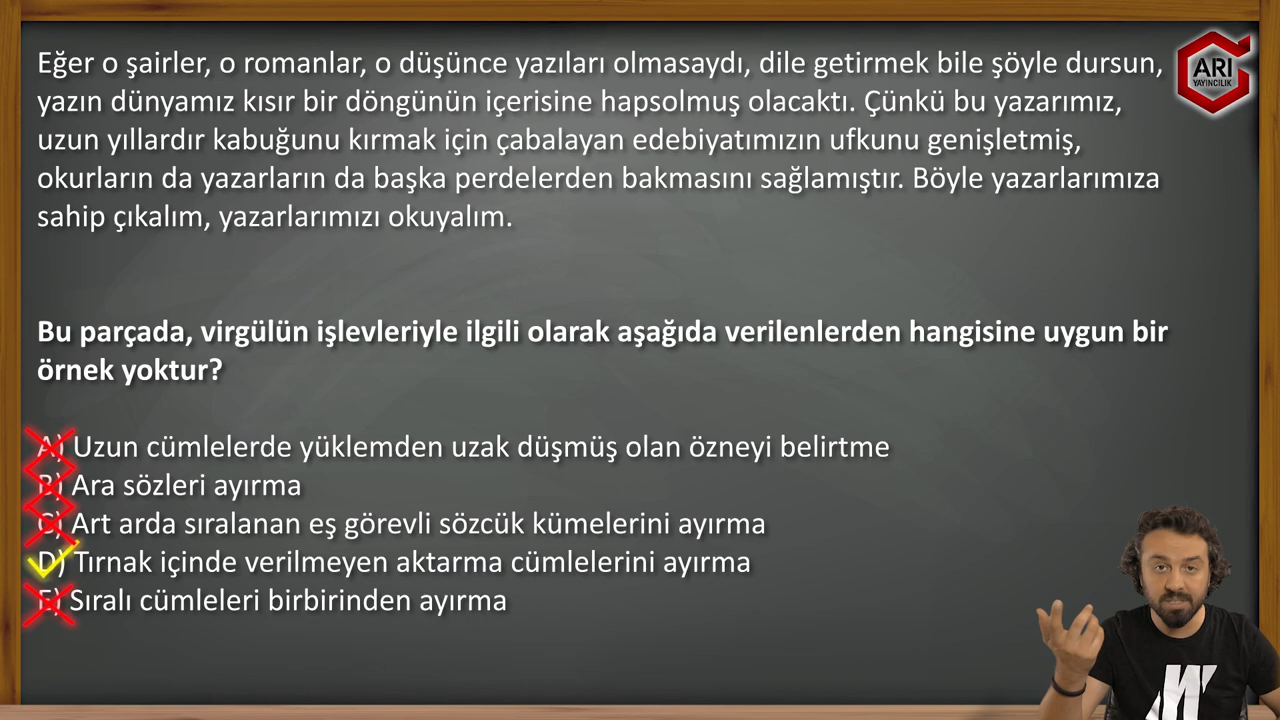 Eğer o şairler, o romanlar, o düşünce yazıları olmasaydı, dile getirmek bile şöyle dursun,
yazın dünyamız kısır bir döngünün içerisine hapsolmuş olacaktı. Çünkü bu yazarımız,
uzun yıllardır kabuğunu kırmak için çabalayan edebiyatımızın ufkunu genişletmiş,
okurların da yazarların da başka perdelerden bakmasını sağlamıştır. Böyle yazarlarımıza
sahip çıkalım, yazarlarımızı okuyalım.
ARI
YAYINCILIK
Bu parçada, virgülün işlevleriyle ilgili olarak aşağıda verilenlerden hangisine uygun bir
örnek yoktur?
A) Uzun cümlelerde yüklemden uzak düşmüş olan özneyi belirtme
B) Ara sözleri ayırma
C) Art arda sıralanan eş görevli sözcük kümelerini ayırma
D) Tırnak içinde verilmeyen aktarma cümlelerini ayırma
E) Sıralı cümleleri birbirinden ayırma